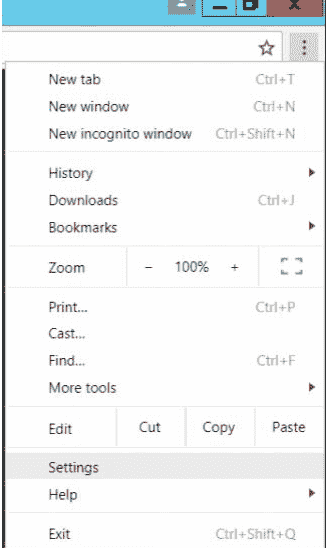 New tab Ctrl+T
New window Ctrl+N
New incognito window Ctrl+Shift+N
History
Downloads Ctrl+J
Bookmarks
Zoom − 100% +
Print... Ctrl+P
Cast...
Find... Ctrl+F
More tools
Edit Cut Copy Paste
Settings
Help
Exit Ctrl+Shift+Q